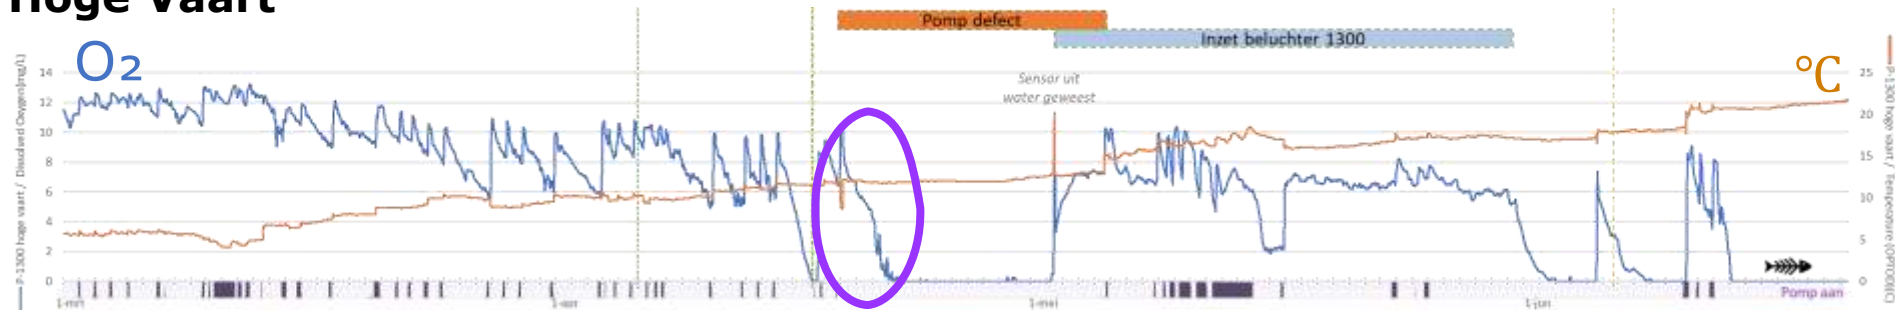 Hoge Vaart
Pomp defect
Inzet beluchter 1300
O2
°C
Sensor uit
water geweest
P-1300 hoge vaart / Dissolved Oxygen(mg/L)
14
12
10
8
6
4
2
0
25
20
15
10
5
0
P-1300 hoge vaart / Temperature
1-mrt
1-apr
1-mei
1-jun
Pomp aan